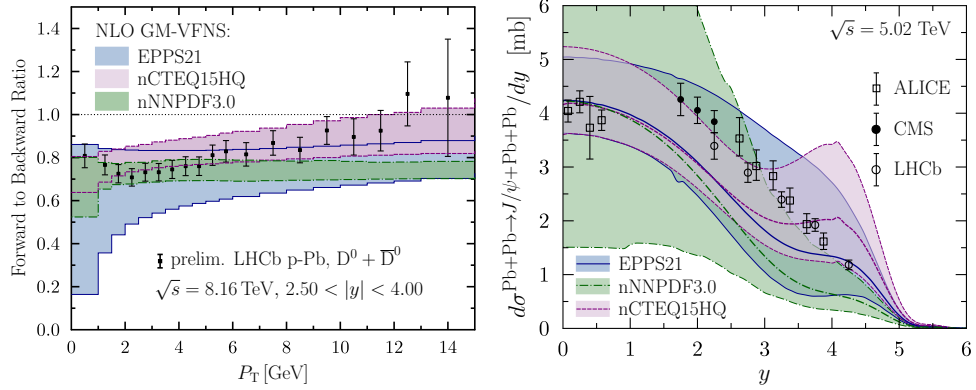 NLO GM-VFNS:
EPPS21
nCTEQ15HQ
nNNPDF3.0
Forward to Backward Ratio
1.4
1.2
1.0
0.8
0.6
0.4
0.2
0.0
prelim. LHCb p-Pb, D⁰ + D̅⁰
√s = 8.16 TeV, 2.50 < |y| < 4.00
0 2 4 6 8 10 12 14
P_T [GeV]
dσ^{Pb+Pb→J/ψ+Pb+Pb}/dy [mb]
6
5
4
3
2
1
0
√s = 5.02 TeV
ALICE
CMS
LHCb
EPPS21
nNNPDF3.0
nCTEQ15HQ
0 1 2 3 4 5 6
y